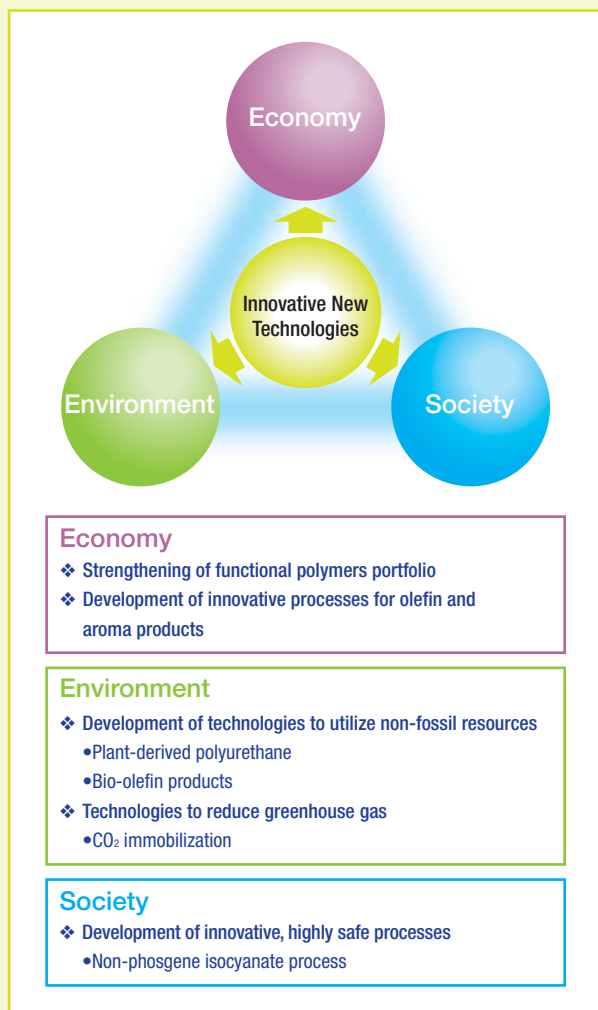 Economy
Innovative New
Technologies
Environment
Society
Economy
❖ Strengthening of functional polymers portfolio
❖ Development of innovative processes for olefin and
aroma products
Environment
❖ Development of technologies to utilize non-fossil resources
•Plant-derived polyurethane
•Bio-olefin products
❖ Technologies to reduce greenhouse gas
•CO₂ immobilization
Society
❖ Development of innovative, highly safe processes
•Non-phosgene isocyanate process